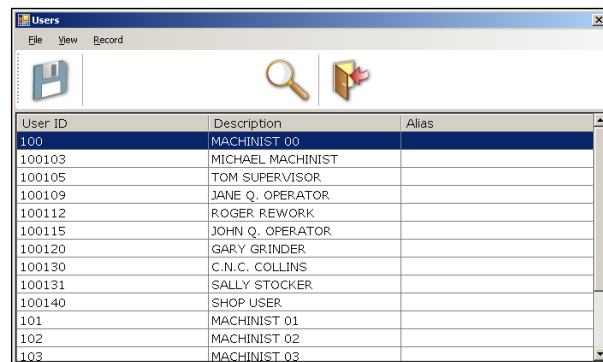 Users
File View Record
User ID Description Alias
100 MACHINIST 00
100103 MICHAEL MACHINIST
100105 TOM SUPERVISOR
100109 JANE Q. OPERATOR
100112 ROGER REWORK
100115 JOHN Q. OPERATOR
100120 GARY GRINDER
100130 C.N.C. COLLINS
100131 SALLY STOCKER
100140 SHOP USER
101 MACHINIST 01
102 MACHINIST 02
103 MACHINIST 03